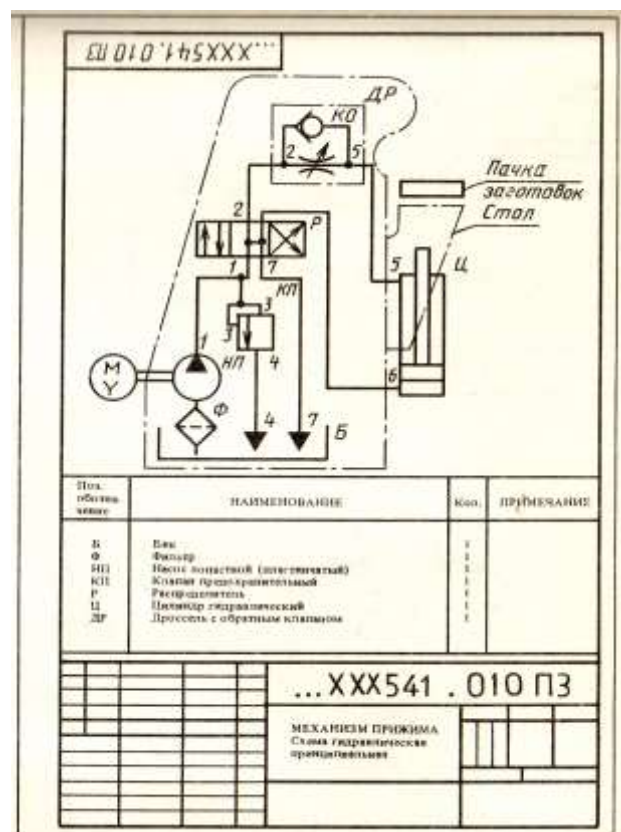 ...XXX541.010 ПЗ
ДР
КО
2
5
Пачка
заготовок
Стол
2
Р
1
7
5
Ц
КП
3
3
1
НП
4
М
У
6
Ф
4
7
Б
Поз.
обозна
чение
НАИМЕНОВАНИЕ
Кол.
ПРИМЕЧАНИЕ
Б Бак 1
Ф Фильтр 1
НП Насос лопастной (пластинчатый) 1
КП Клапан предохранительный 1
Р Распределитель 1
Ц Цилиндр гидравлический 1
ДР Дроссель с обратным клапаном 1
...XXX541.010 ПЗ
МЕХАНИЗМ ПРИЖИМА
Схема гидравлическая
принципиальная